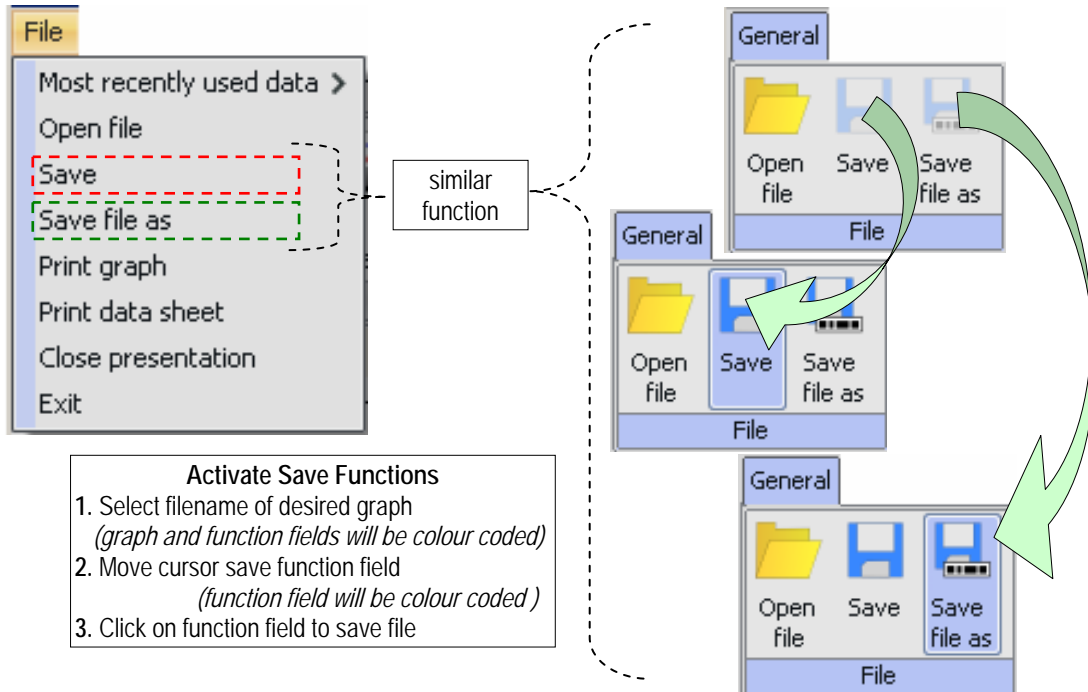 File
Most recently used data >
Open file
Save
Save file as
Print graph
Print data sheet
Close presentation
Exit
similar
function
General
Open
file
Save
Save
file as
File
General
Open
file
Save
Save
file as
File
General
Open
file
Save
Save
file as
File
Activate Save Functions
1. Select filename of desired graph
(graph and function fields will be colour coded)
2. Move cursor save function field
(function field will be colour coded )
3. Click on function field to save file